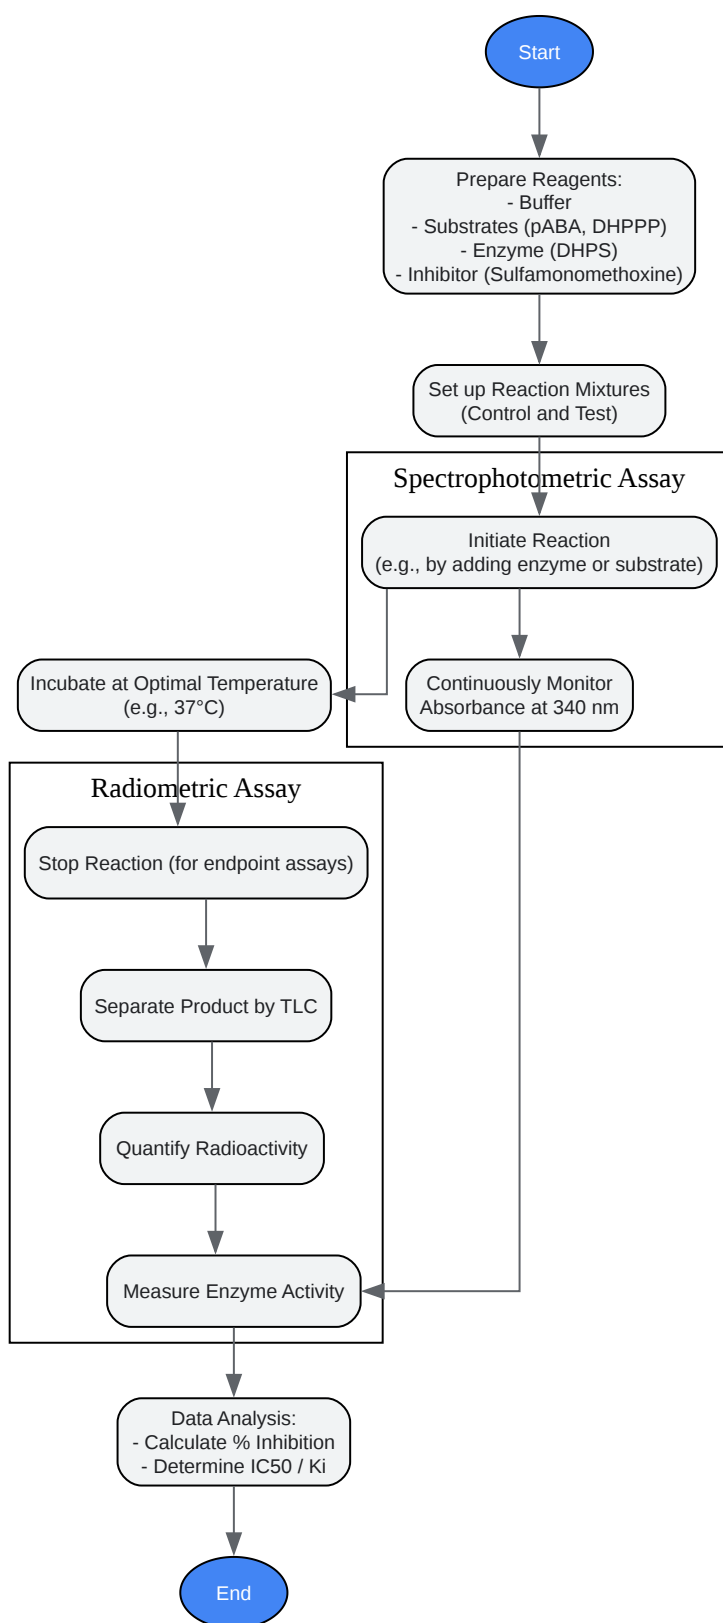 Start
Prepare Reagents:
- Buffer
- Substrates (pABA, DHPPP)
- Enzyme (DHPS)
- Inhibitor (Sulfamonomethoxine)
Set up Reaction Mixtures
(Control and Test)
Spectrophotometric Assay
Initiate Reaction
(e.g., by adding enzyme or substrate)
Incubate at Optimal Temperature
(e.g., 37°C)
Continuously Monitor
Absorbance at 340 nm
Radiometric Assay
Stop Reaction (for endpoint assays)
Separate Product by TLC
Quantify Radioactivity
Measure Enzyme Activity
Data Analysis:
- Calculate % Inhibition
- Determine IC50 / Ki
End